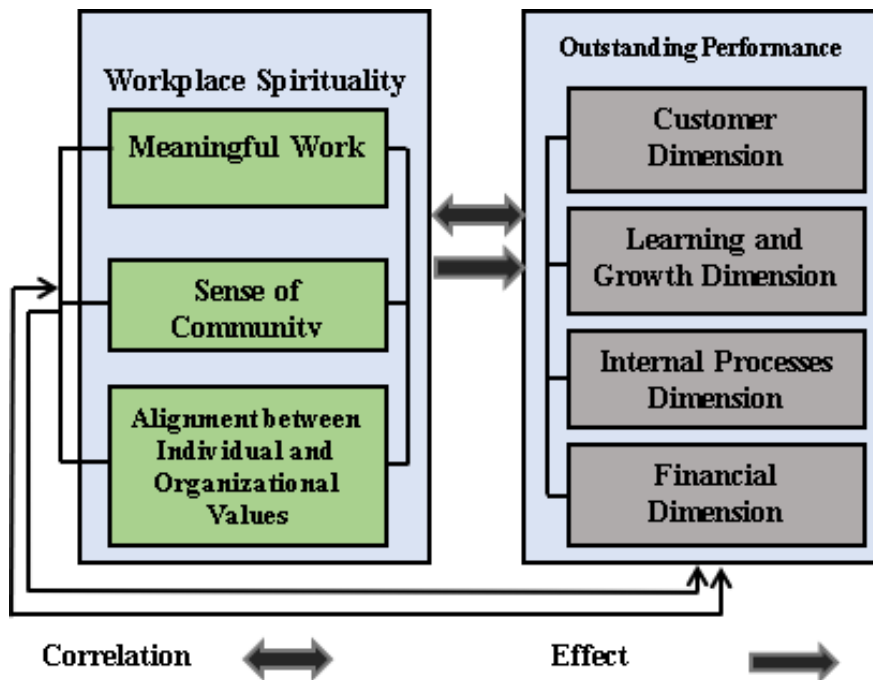 Workplace Spirituality
Meaningful Work
Sense of
Community
Alignment between
Individual and
Organizational
Values
Outstanding Performance
Customer
Dimension
Learning and
Growth Dimension
Internal Processes
Dimension
Financial
Dimension
Correlation
Effect